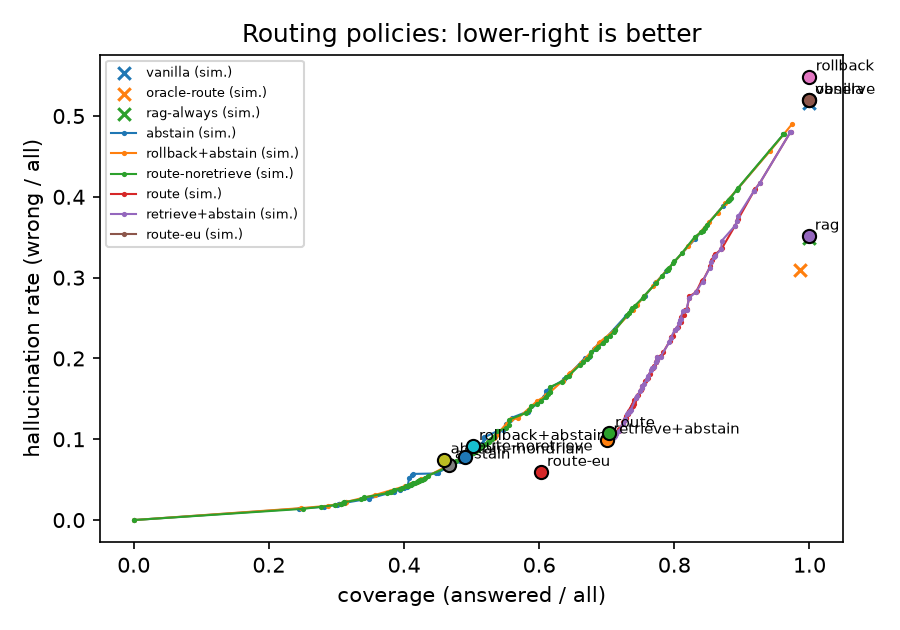 Routing policies: lower-right is better
hallucination rate (wrong / all)
0.5
0.4
0.3
0.2
0.1
0.0
vanilla (sim.)
oracle-route (sim.)
rag-always (sim.)
abstain (sim.)
rollback+abstain (sim.)
route-noretrieve (sim.)
route (sim.)
retrieve+abstain (sim.)
route-eu (sim.)
rollback
rag
route
retrieve+abstain
rollback+abstain
route-noretrieve
abstain
route-eu
0.0 0.2 0.4 0.6 0.8 1.0
coverage (answered / all)